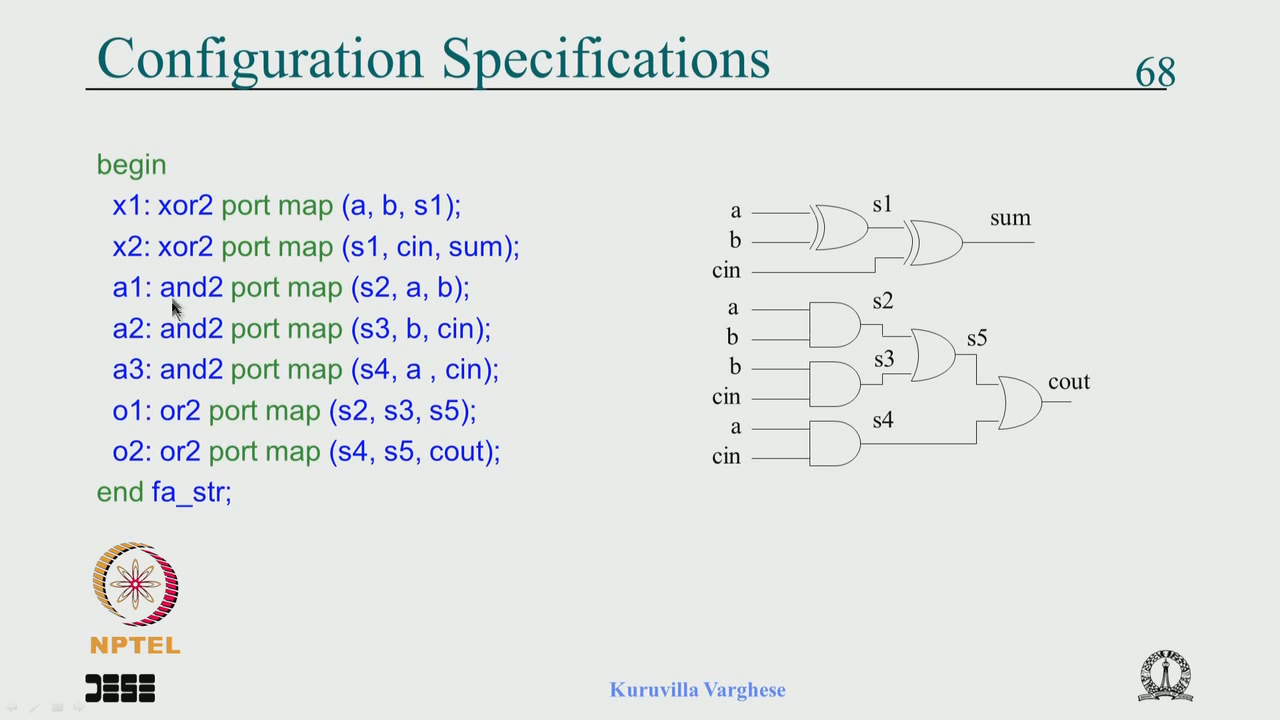 Configuration Specifications
68
begin
x1: xor2 port map (a, b, s1);
x2: xor2 port map (s1, cin, sum);
a1: and2 port map (s2, a, b);
a2: and2 port map (s3, b, cin);
a3: and2 port map (s4, a , cin);
o1: or2 port map (s2, s3, s5);
o2: or2 port map (s4, s5, cout);
end fa_str;
a
b
cin
s1
sum
a
b
b
cin
a
cin
s2
s3
s4
s5
cout
NPTEL
DESE
Kuruvilla Varghese